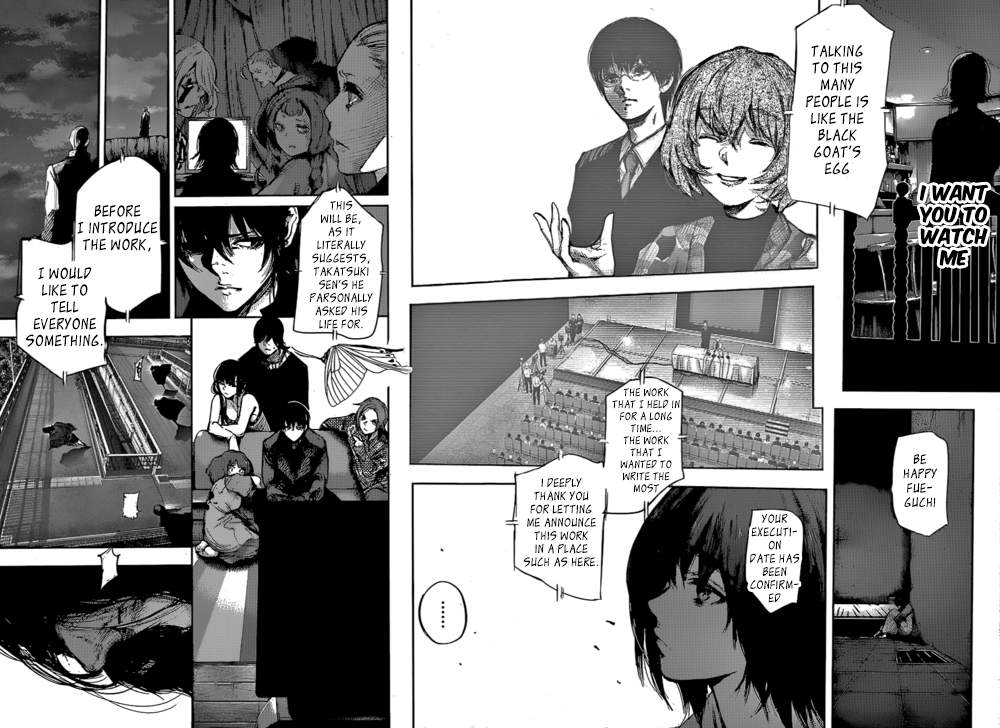 I WANT
YOU TO
WATCH
ME
TALKING
TO THIS
MANY
PEOPLE IS
LIKE THE
BLACK
GOAT'S
EGG
BE
HAPPY
FUE-
GUCHI
YOUR
EXECUTI-
ON
DATE HAS
BEEN
CONFIRM-
ED
THE WORK
THAT I HELD IN
FOR A LONG
TIME...
THE WORK
THAT I
WANTED TO
WRITE THE
MOST
I DEEPLY
THANK YOU
FOR LETTING
ME ANNOUNCE
THIS WORK
IN A PLACE
SUCH AS HERE.
......
THIS
WILL BE,
AS IT
LITERALLY
SUGGESTS,
TAKATSUKI
SEN'S HE
PARSONALLY
ASKED HIS
LIFE FOR.
BEFORE
I INTRODUCE
THE WORK,
I WOULD
LIKE TO
TELL
EVERYONE
SOMETHING.